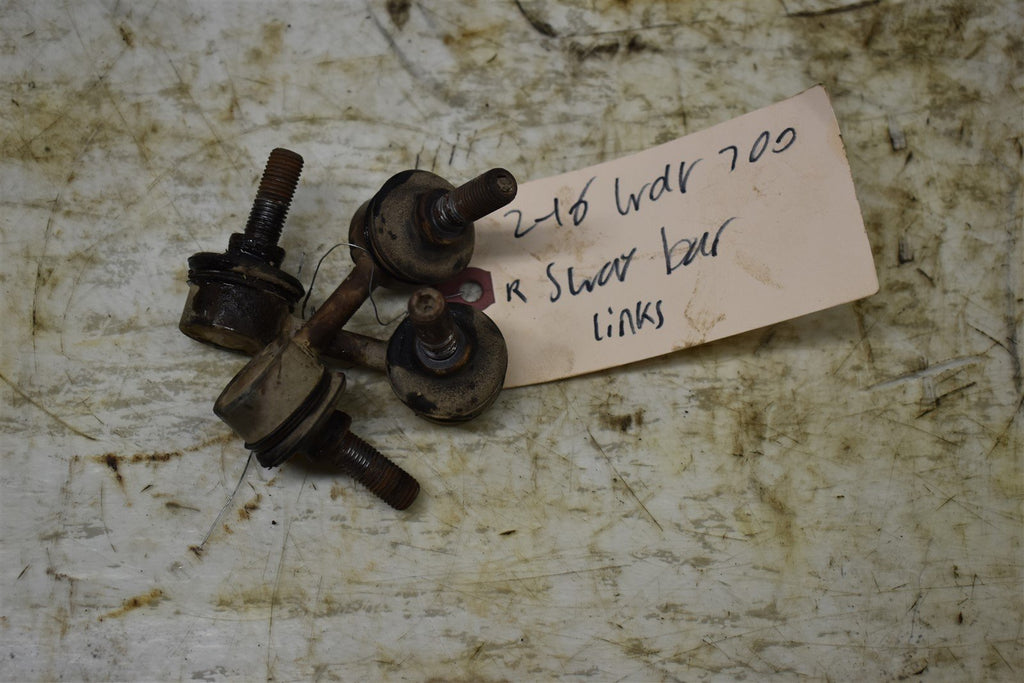 2-16 wdr 700
R Sway bar
links